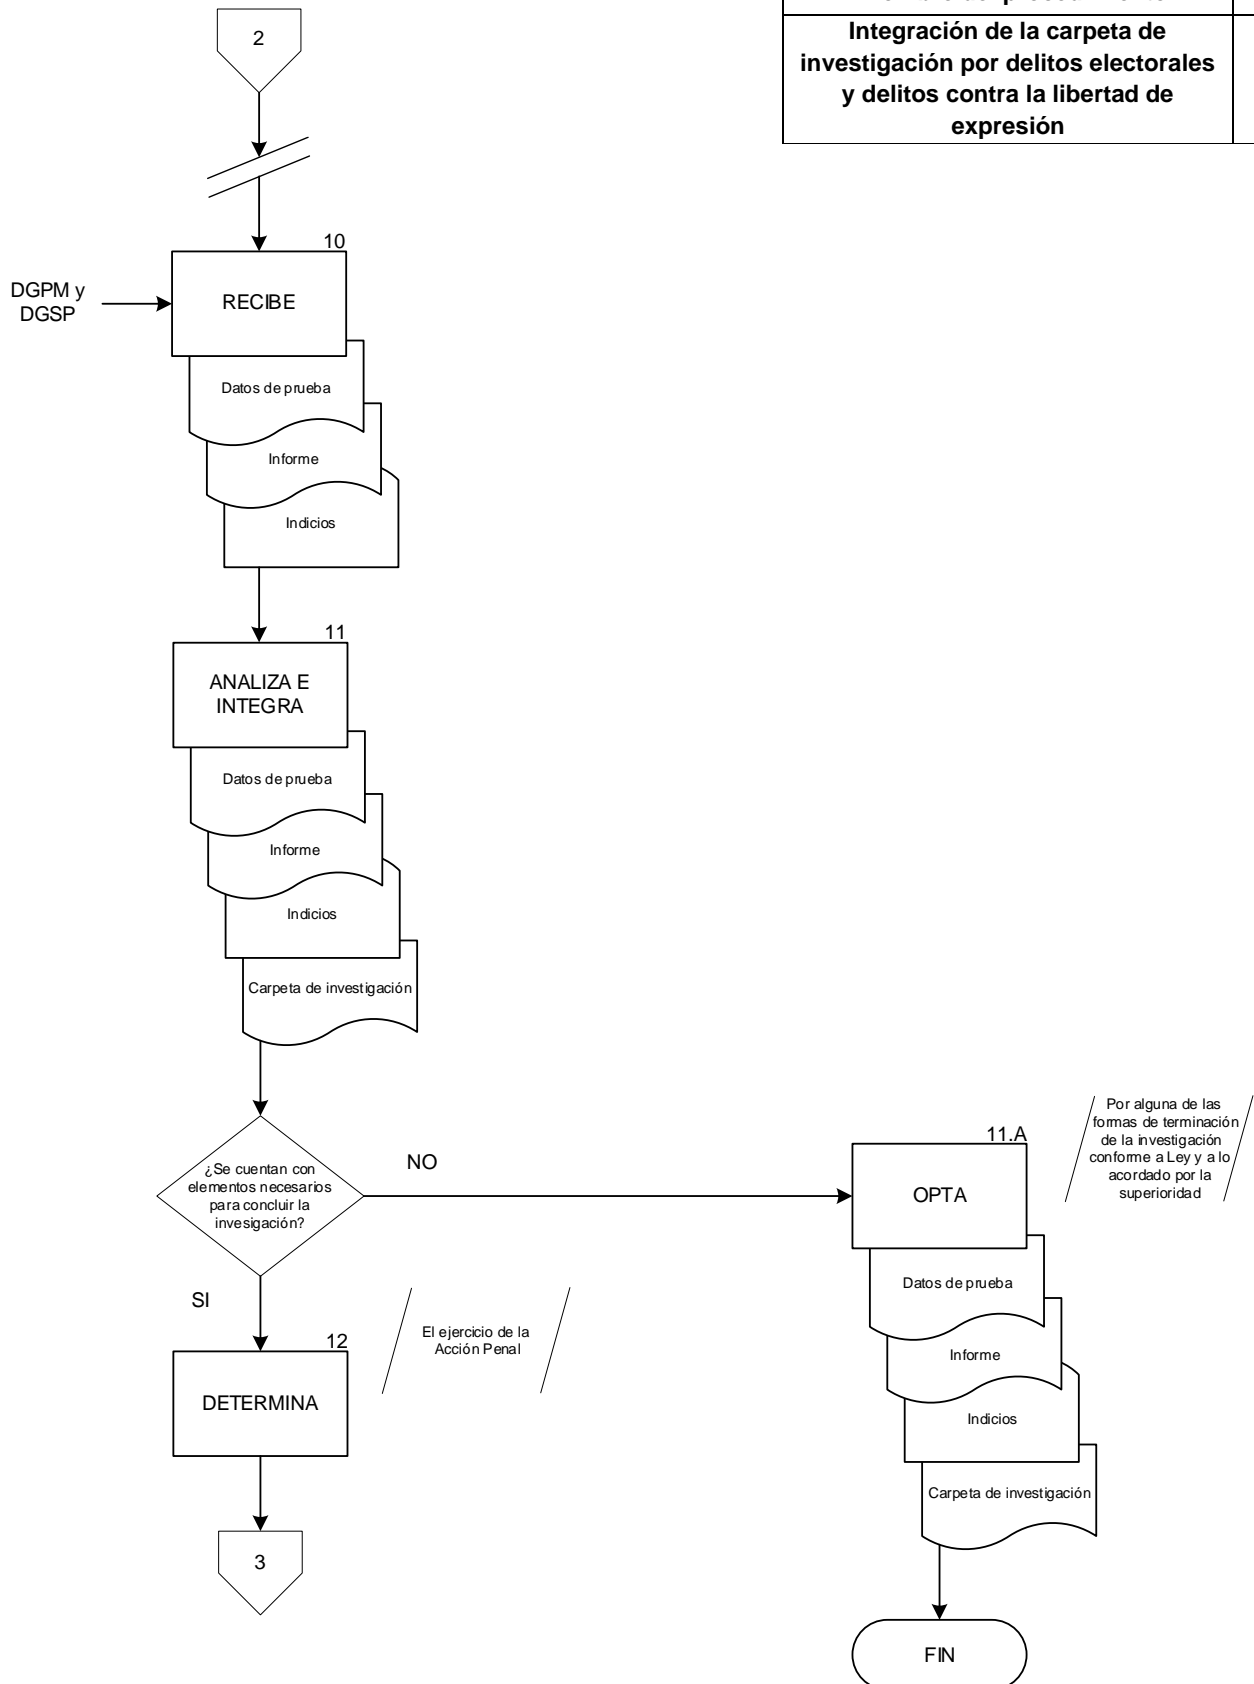 2
Integración de la carpeta de
investigación por delitos electorales
y delitos contra la libertad de
expresión
10
DGPM y
DGSP
RECIBE
Datos de prueba
Informe
Indicios
11
ANALIZA E
INTEGRA
Datos de prueba
Informe
Indicios
Carpeta de investigación
¿Se cuentan con
elementos necesarios
para concluir la
invesigación?
NO
11.A
OPTA
Por alguna de las
formas de terminación
de la investigación
conforme a Ley y a lo
acordado por la
superioridad
Datos de prueba
Informe
Indicios
Carpeta de investigación
FIN
SI
12
DETERMINA
El ejercicio de la
Acción Penal
3